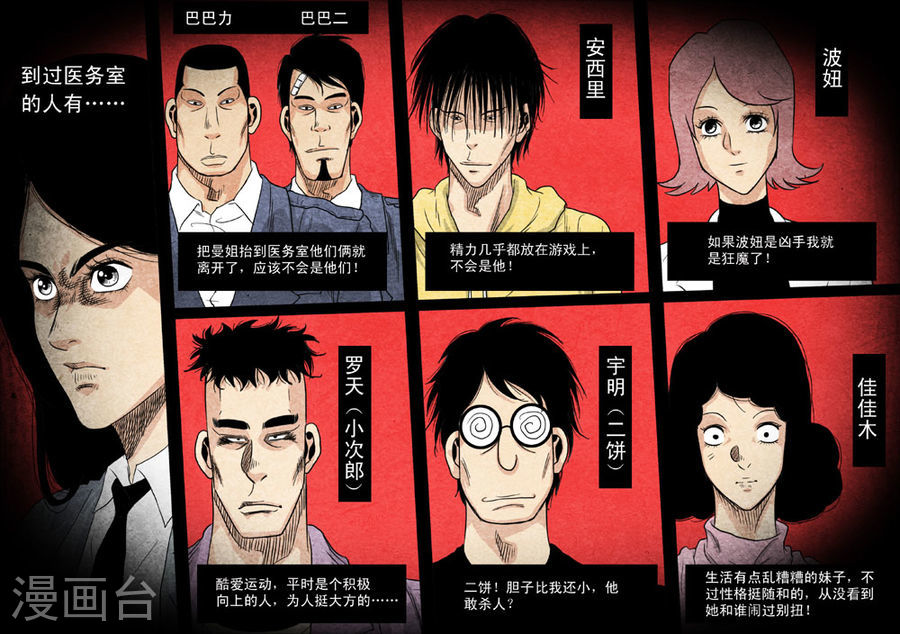 到过医务室
的人有……
巴巴力
巴巴二
把曼姐抬到医务室他们俩就
离开了，应该不会是他们！
安西里
精力几乎都放在游戏上，
不会是他！
波妞
如果波妞是凶手我就
是狂魔了！
罗天（小次郎）
酷爱运动，平时是个积极
向上的人，为人挺大方的……
宇明（二饼）
二饼！胆子比我还小，他
敢杀人？
佳佳木
生活有点乱糟糟的妹子，不
过性格挺随和的，从没看到
她和谁闹过别扭！
漫画台